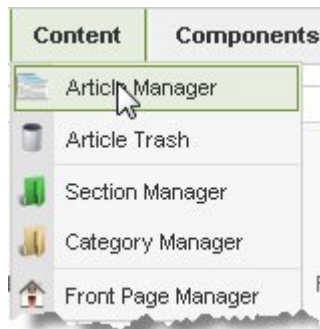 Content Components
Article Manager
Article Trash
Section Manager
Category Manager
Front Page Manager